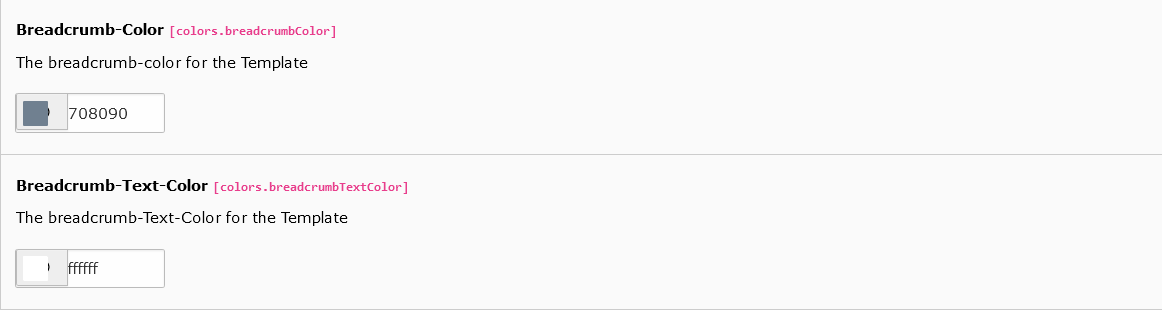 Breadcrumb-Color [colors.breadcrumbColor]
The breadcrumb-color for the Template
708090
Breadcrumb-Text-Color [colors.breadcrumbTextColor]
The breadcrumb-Text-Color for the Template
ffffff